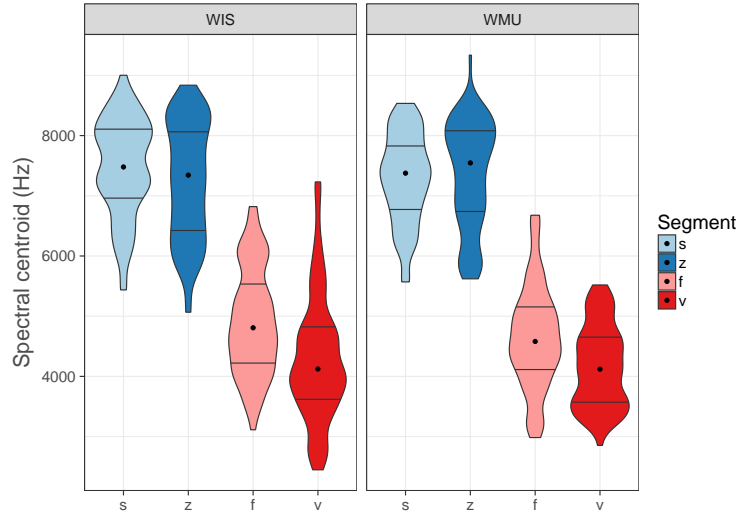 WIS
WMU
Spectral centroid (Hz)
8000
6000
4000
s z f v
s z f v
Segment
s
z
f
v